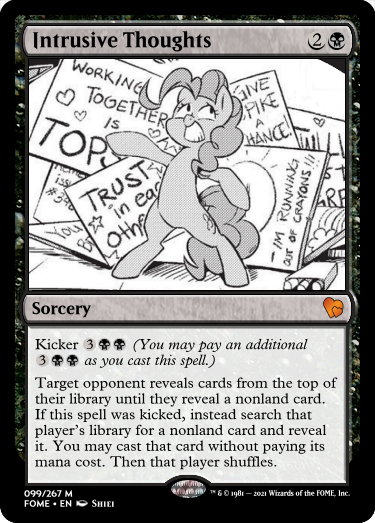 Intrusive Thoughts 2
WORKING
TOGETHER
IS
TOPS
GIVE
SPIKE A
CHANCE!
TRUST
in each
Other
I'M RUNNING
OUT OF CRAYONS!!!
You
Sorcery
Kicker 3 (You may pay an additional
3 as you cast this spell.)
Target opponent reveals cards from the top of
their library until they reveal a nonland card.
If this spell was kicked, instead search that
player's library for a nonland card and reveal
it. You may cast that card without paying its
mana cost. Then that player shuffles.
099/267 M
FOME • EN Shiei
™ & © 1981 – 2021 Wizards of the FOME, Inc.